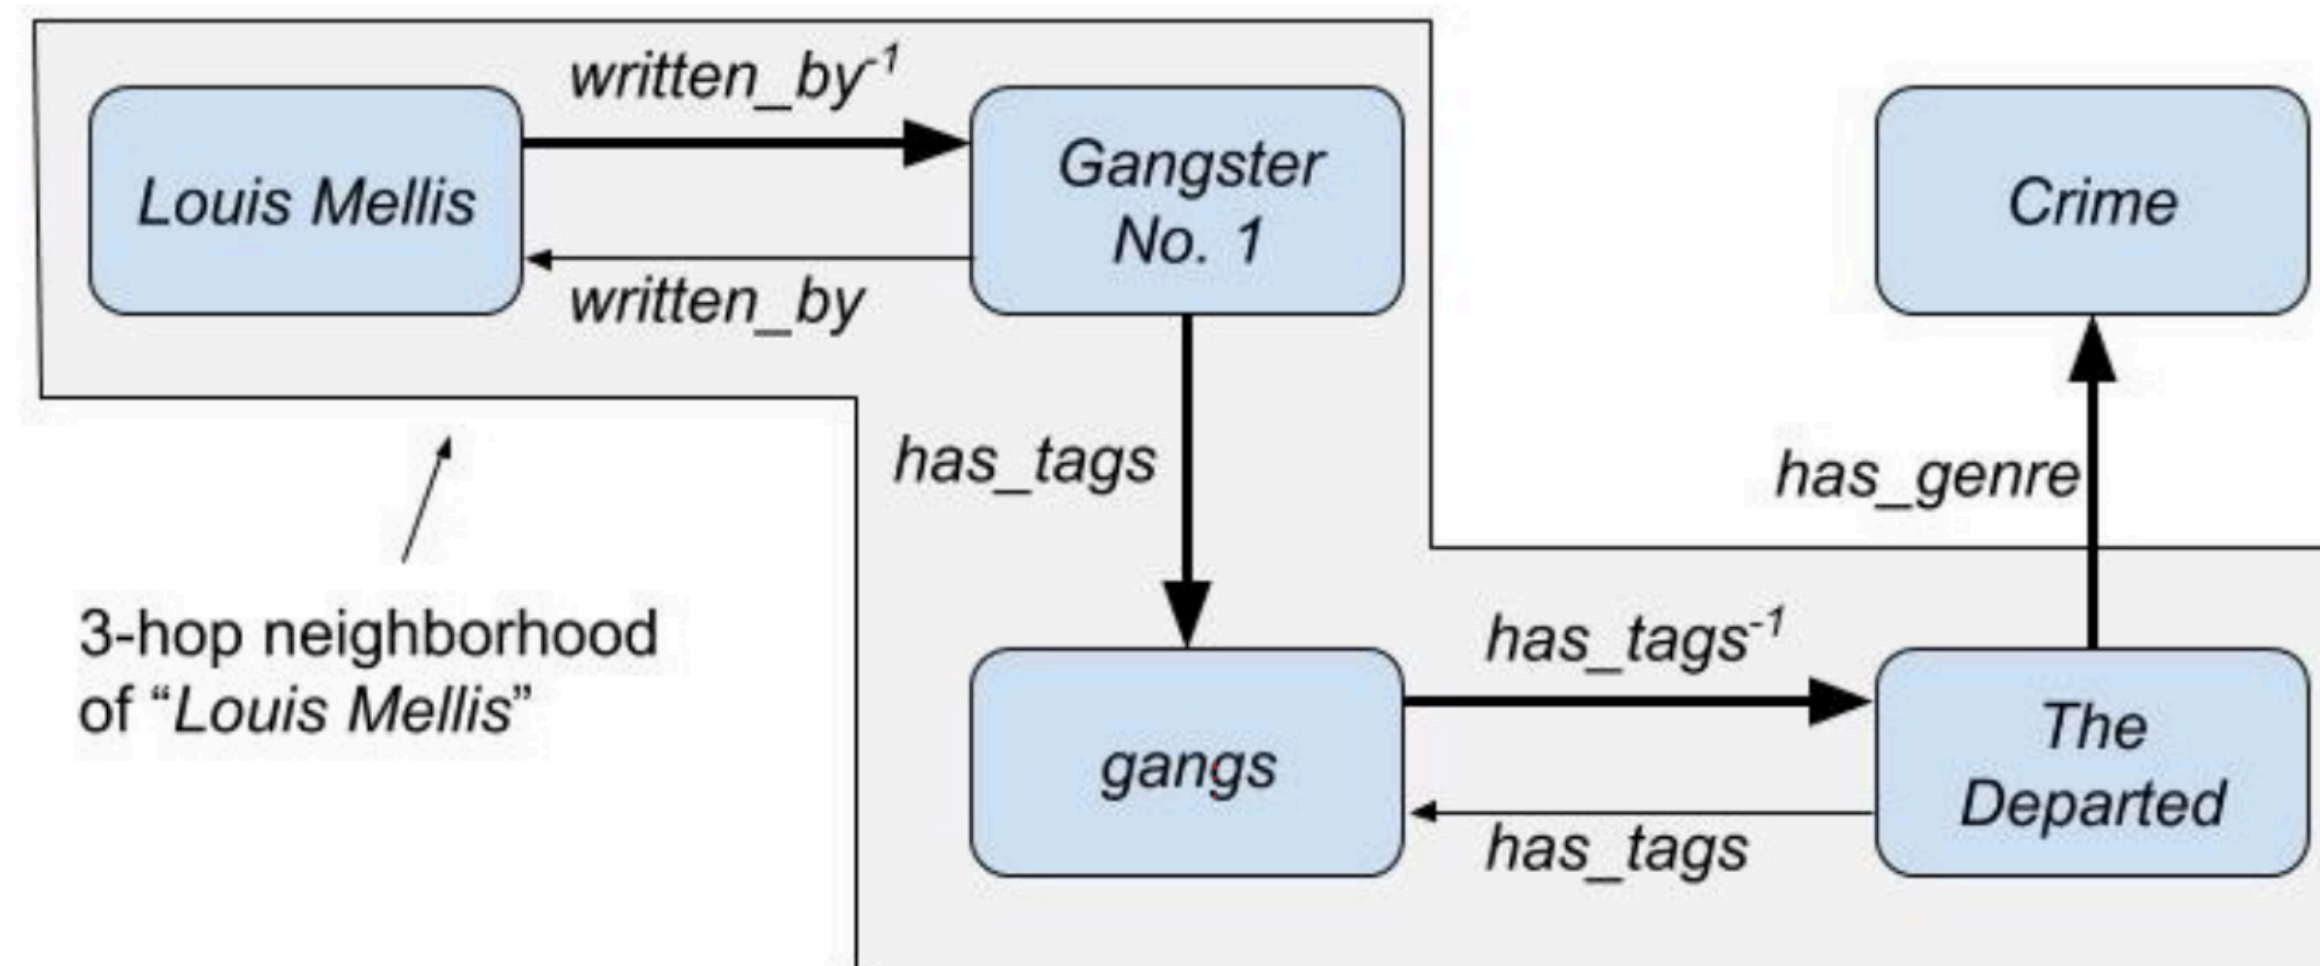 written_by⁻¹
Louis Mellis
Gangster
No. 1
Crime
written_by
has_tags
has_genre
3-hop neighborhood
of “Louis Mellis”
has_tags⁻¹
gangs
The
Departed
has_tags